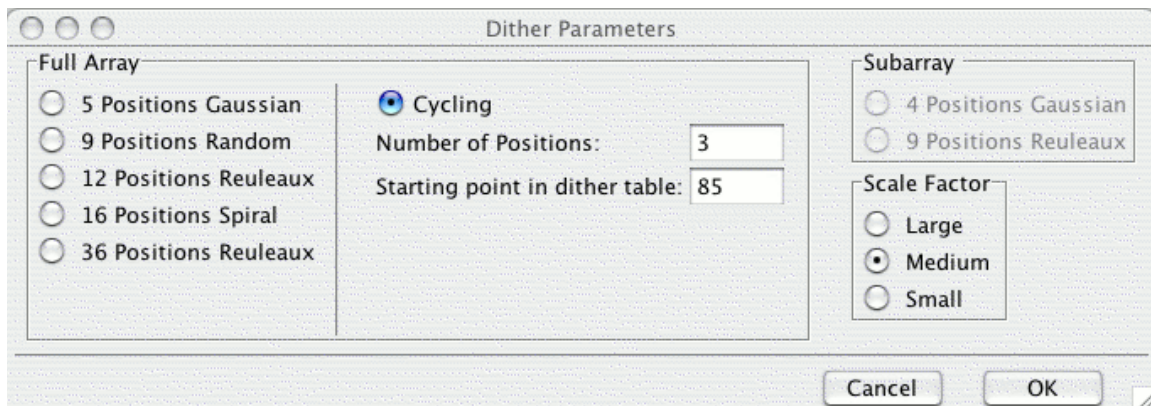 Dither Parameters
Full Array
5 Positions Gaussian
9 Positions Random
12 Positions Reuleaux
16 Positions Spiral
36 Positions Reuleaux
Cycling
Number of Positions: 3
Starting point in dither table: 85
Subarray
4 Positions Gaussian
9 Positions Reuleaux
Scale Factor
Large
Medium
Small
Cancel
OK